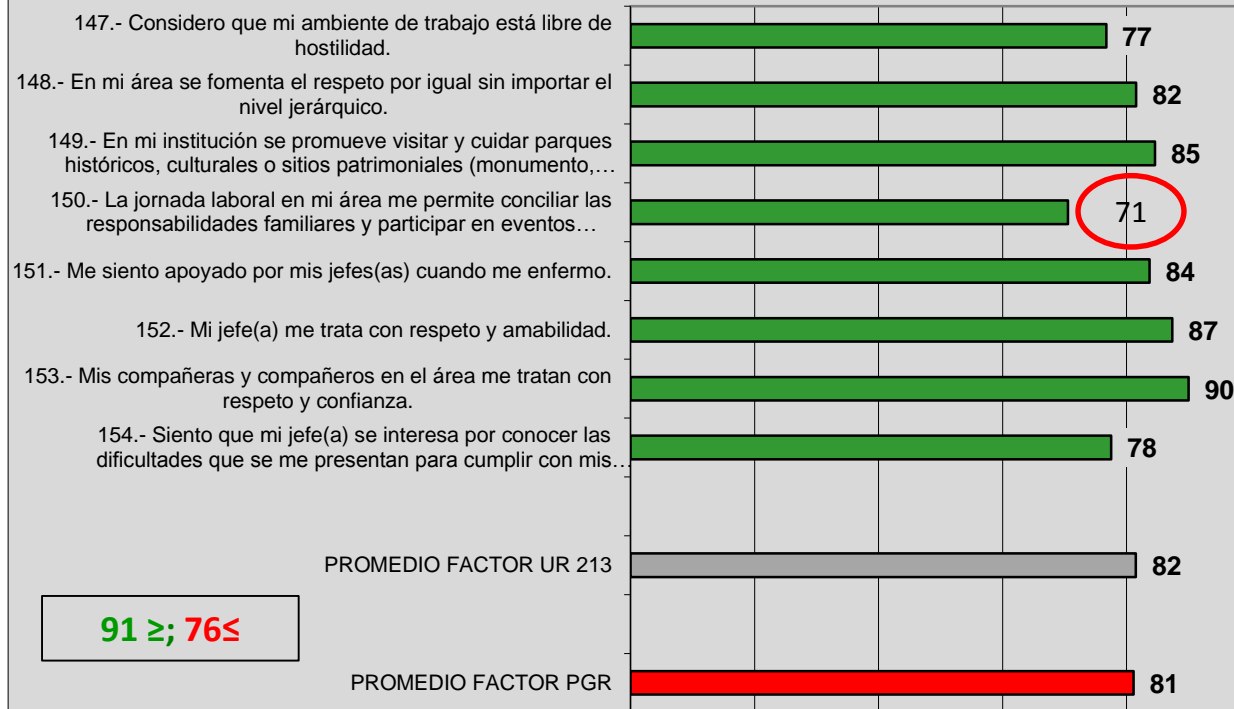 147.- Considero que mi ambiente de trabajo está libre de
hostilidad.
77
148.- En mi área se fomenta el respeto por igual sin importar el
nivel jerárquico.
82
149.- En mi institución se promueve visitar y cuidar parques
históricos, culturales o sitios patrimoniales (monumento,…
85
150.- La jornada laboral en mi área me permite conciliar las
responsabilidades familiares y participar en eventos…
71
151.- Me siento apoyado por mis jefes(as) cuando me enfermo.
84
152.- Mi jefe(a) me trata con respeto y amabilidad.
87
153.- Mis compañeras y compañeros en el área me tratan con
respeto y confianza.
90
154.- Siento que mi jefe(a) se interesa por conocer las
dificultades que se me presentan para cumplir con mis…
78
PROMEDIO FACTOR UR 213
82
91 ≥; 76≤
PROMEDIO FACTOR PGR
81